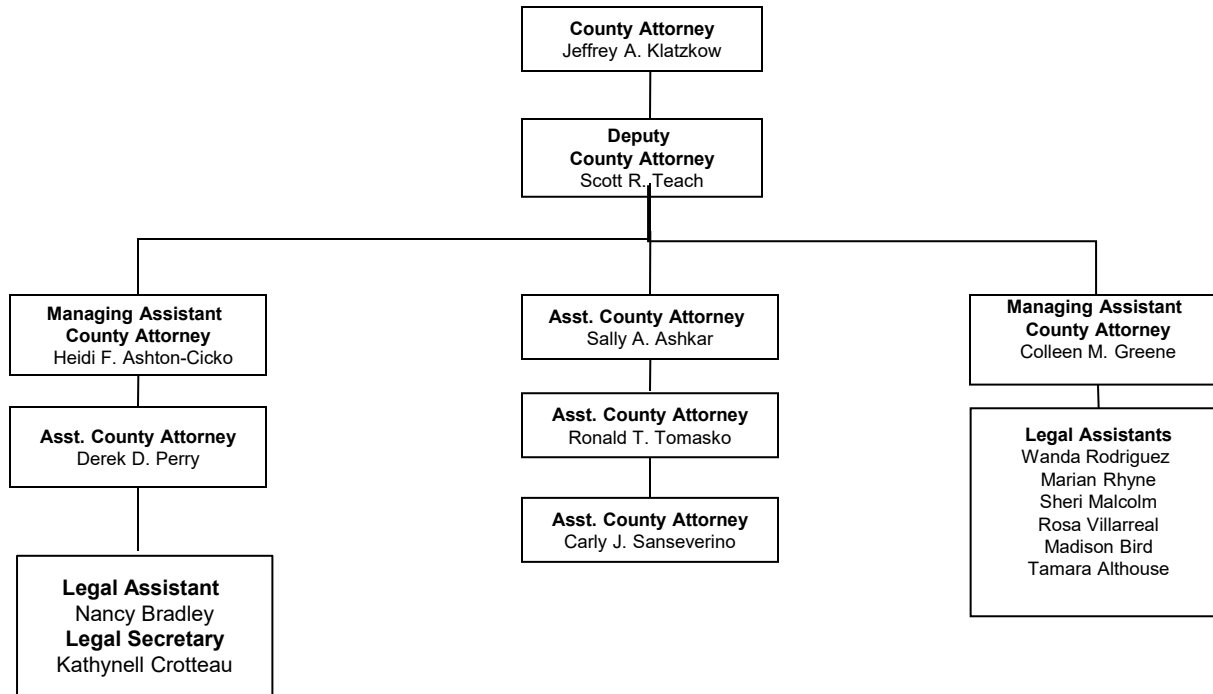 County Attorney
Jeffrey A. Klatzkow
Deputy
County Attorney
Scott R. Teach
Managing Assistant
County Attorney
Heidi F. Ashton-Cicko
Asst. County Attorney
Derek D. Perry
Legal Assistant
Nancy Bradley
Legal Secretary
Kathynell Crotteau
Asst. County Attorney
Sally A. Ashkar
Asst. County Attorney
Ronald T. Tomasko
Asst. County Attorney
Carly J. Sanseverino
Managing Assistant
County Attorney
Colleen M. Greene
Legal Assistants
Wanda Rodriguez
Marian Rhyne
Sheri Malcolm
Rosa Villarreal
Madison Bird
Tamara Althouse